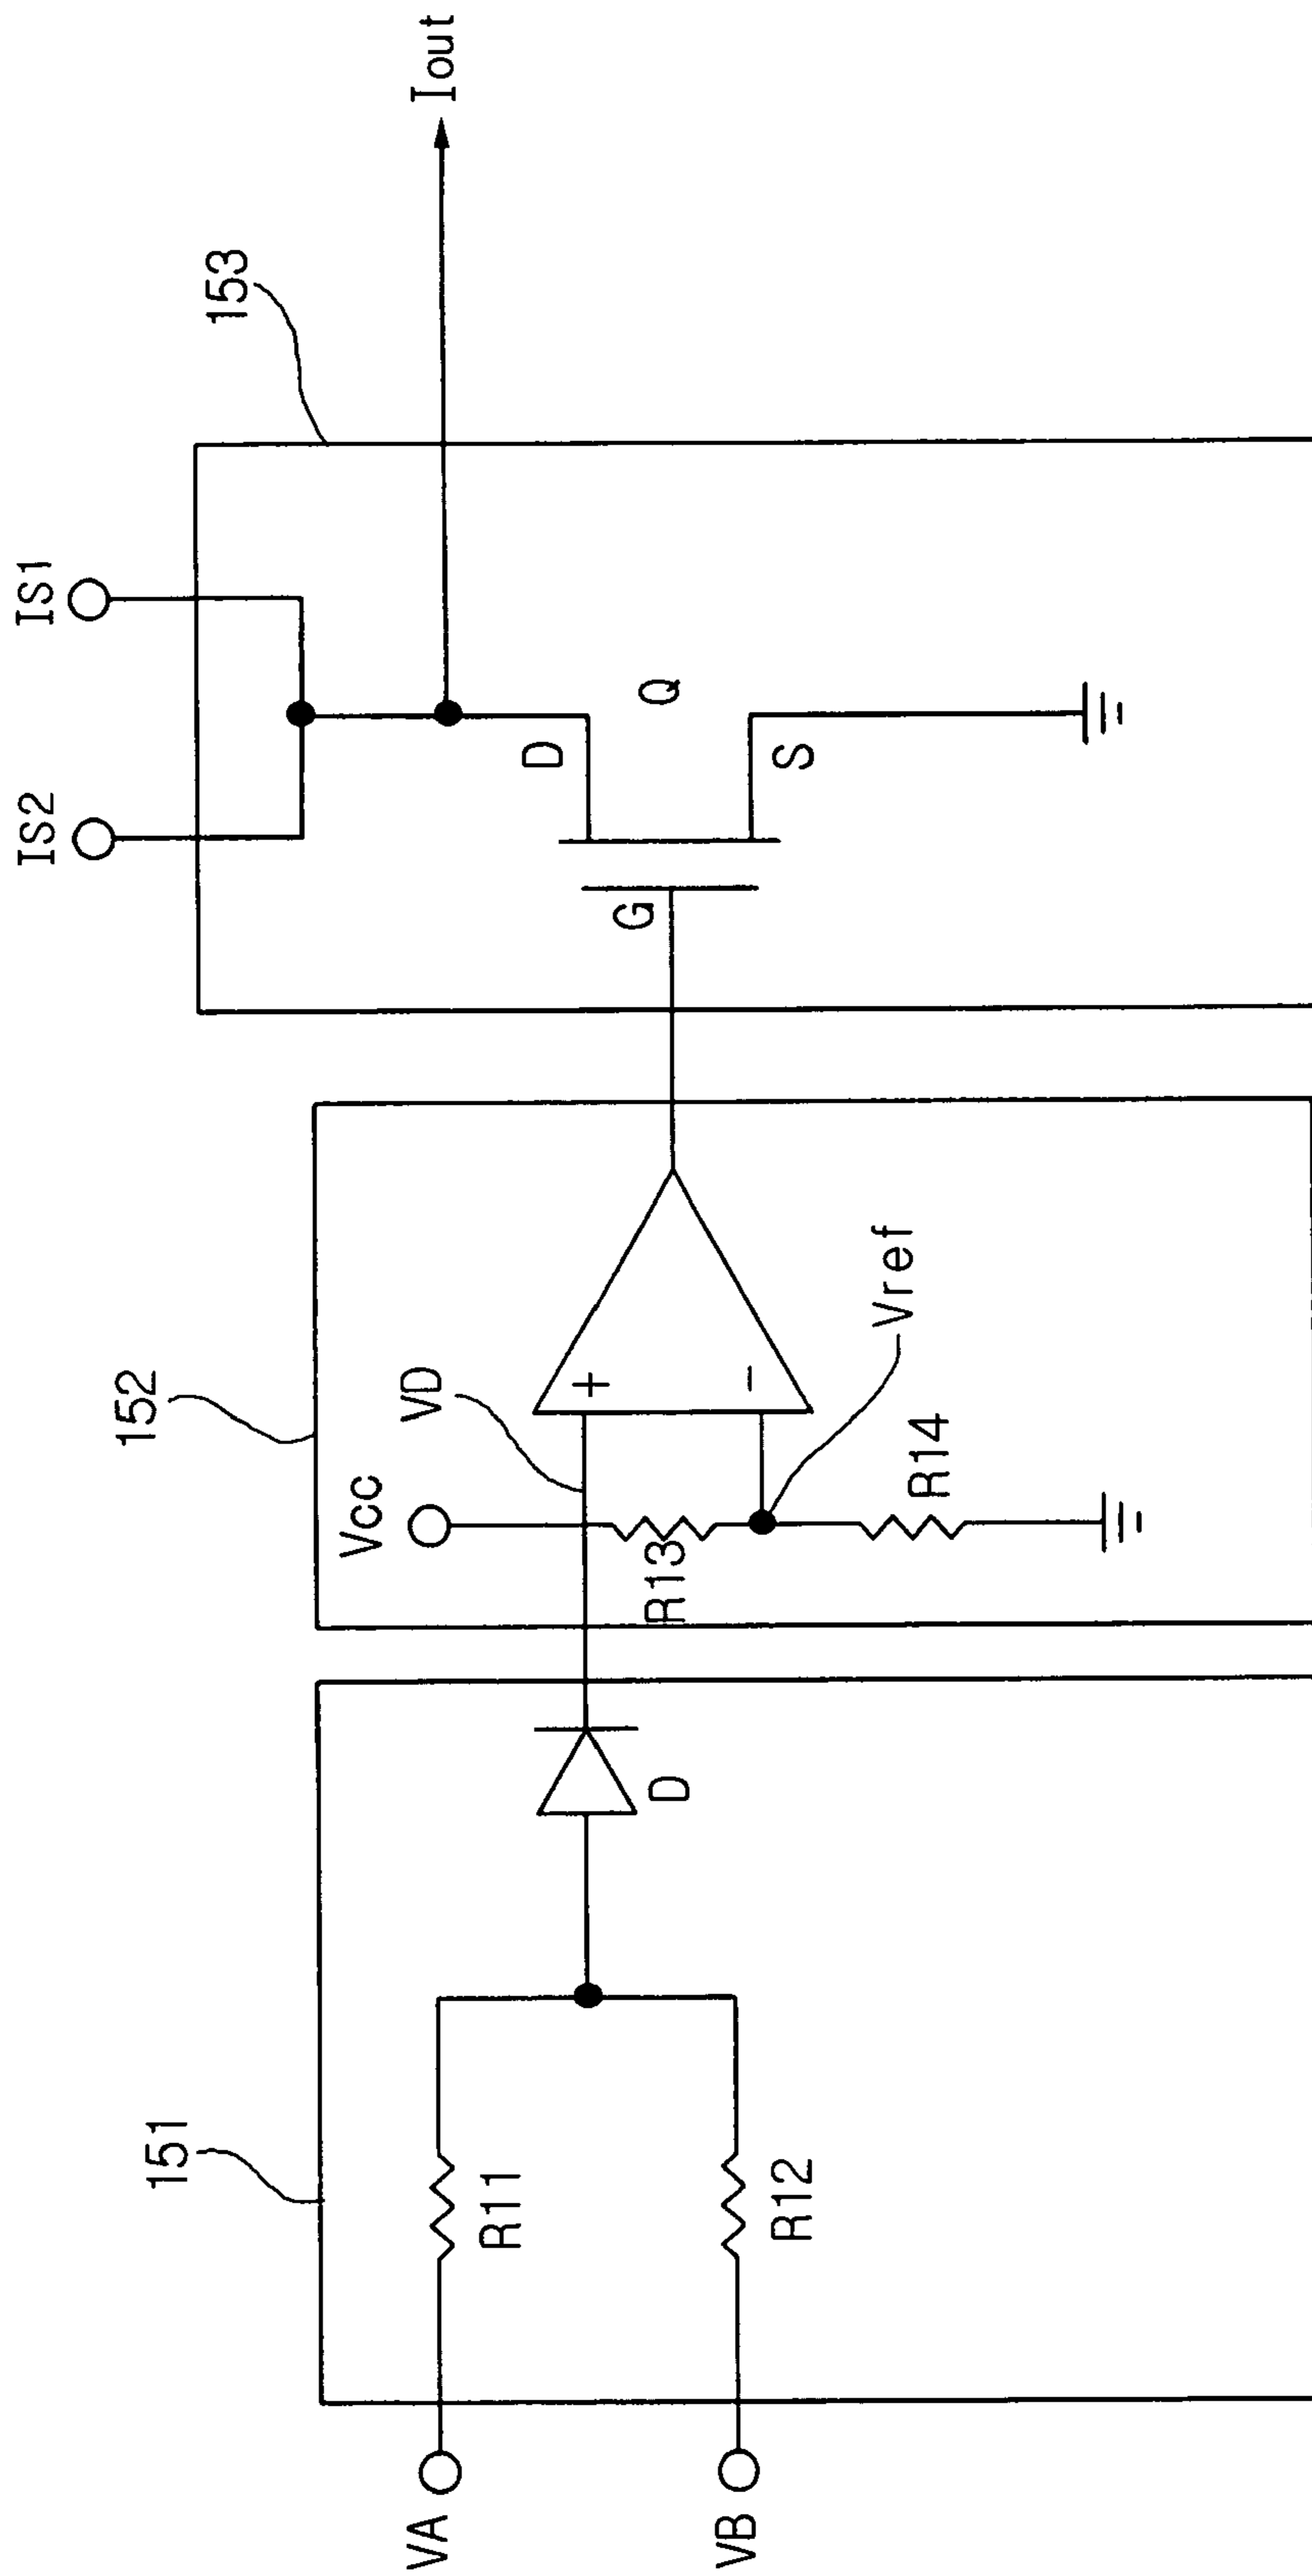 151
152
153
VA
VB
R11
R12
D
Vcc
VD
R13
R14
+
-
Vref
IS2
IS1
G
D
S
Q
Iout